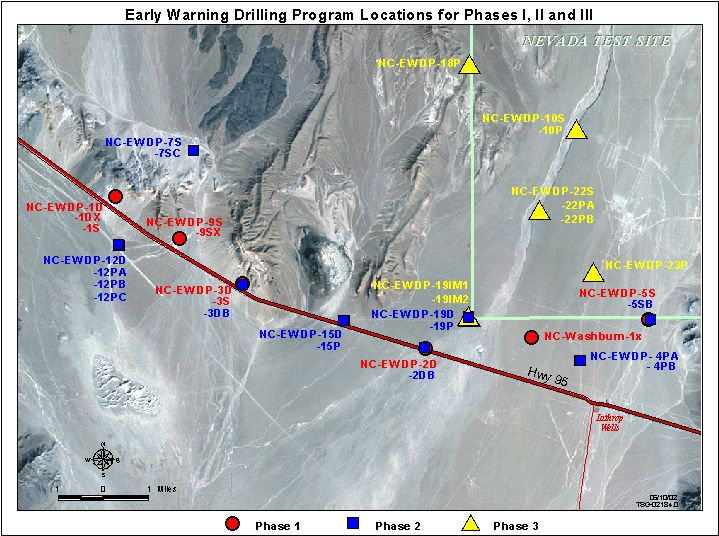 Early Warning Drilling Program Locations for Phases I, II and III
NEVADA TEST SITE
NC-EWDP-18P
NC-EWDP-10S
-10P
NC-EWDP-7S
-7SC
NC-EWDP-22S
-22PA
-22PB
NC-EWDP-1D
-1DX
-1S
NC-EWDP-9S
-9SX
NC-EWDP-12D
-12PA
-12PB
-12PC
NC-EWDP-23P
NC-EWDP-3D
-3S
-3DB
NC-EWDP-19IM1
-19IM2
NC-EWDP-19D
-19P
NC-EWDP-5S
-5SB
NC-EWDP-15D
-15P
NC-Washburn-1x
NC-EWDP-2D
-2DB
NC-EWDP- 4PA
- 4PB
Hwy 95
Lathrop
Wells
N
W E
S
1 0 1 Miles
05/10/02
Phase 1 Phase 2 Phase 3